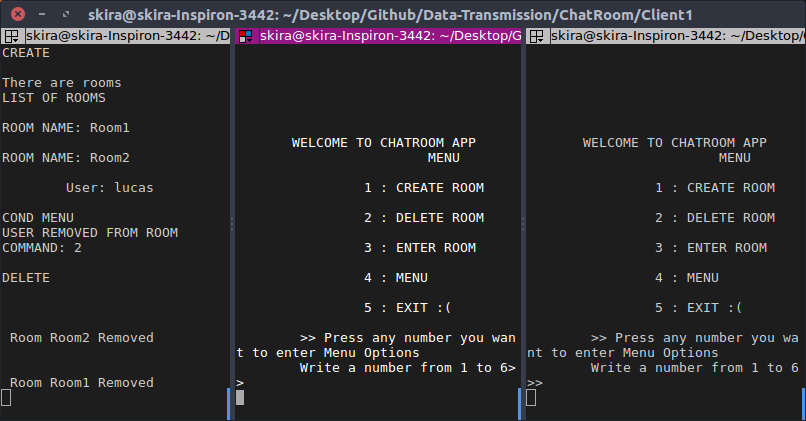 skira@skira-Inspiron-3442: ~/Desktop/Github/Data-Transmission/ChatRoom/Client1
skira@skira-Inspiron-3442: ~/D
CREATE
There are rooms
LIST OF ROOMS
ROOM NAME: Room1
ROOM NAME: Room2
User: lucas
COND MENU
USER REMOVED FROM ROOM
COMMAND: 2
DELETE
Room Room2 Removed
Room Room1 Removed
skira@skira-Inspiron-3442: ~/Desktop/G
WELCOME TO CHATROOM APP
MENU
1 : CREATE ROOM
2 : DELETE ROOM
3 : ENTER ROOM
4 : MENU
5 : EXIT :(
>> Press any number you wan
t to enter Menu Options
Write a number from 1 to 6>
>
skira@skira-Inspiron-3442: ~/Desktop/
WELCOME TO CHATROOM APP
MENU
1 : CREATE ROOM
2 : DELETE ROOM
3 : ENTER ROOM
4 : MENU
5 : EXIT :(
>> Press any number you wa
nt to enter Menu Options
Write a number from 1 to 6
>>